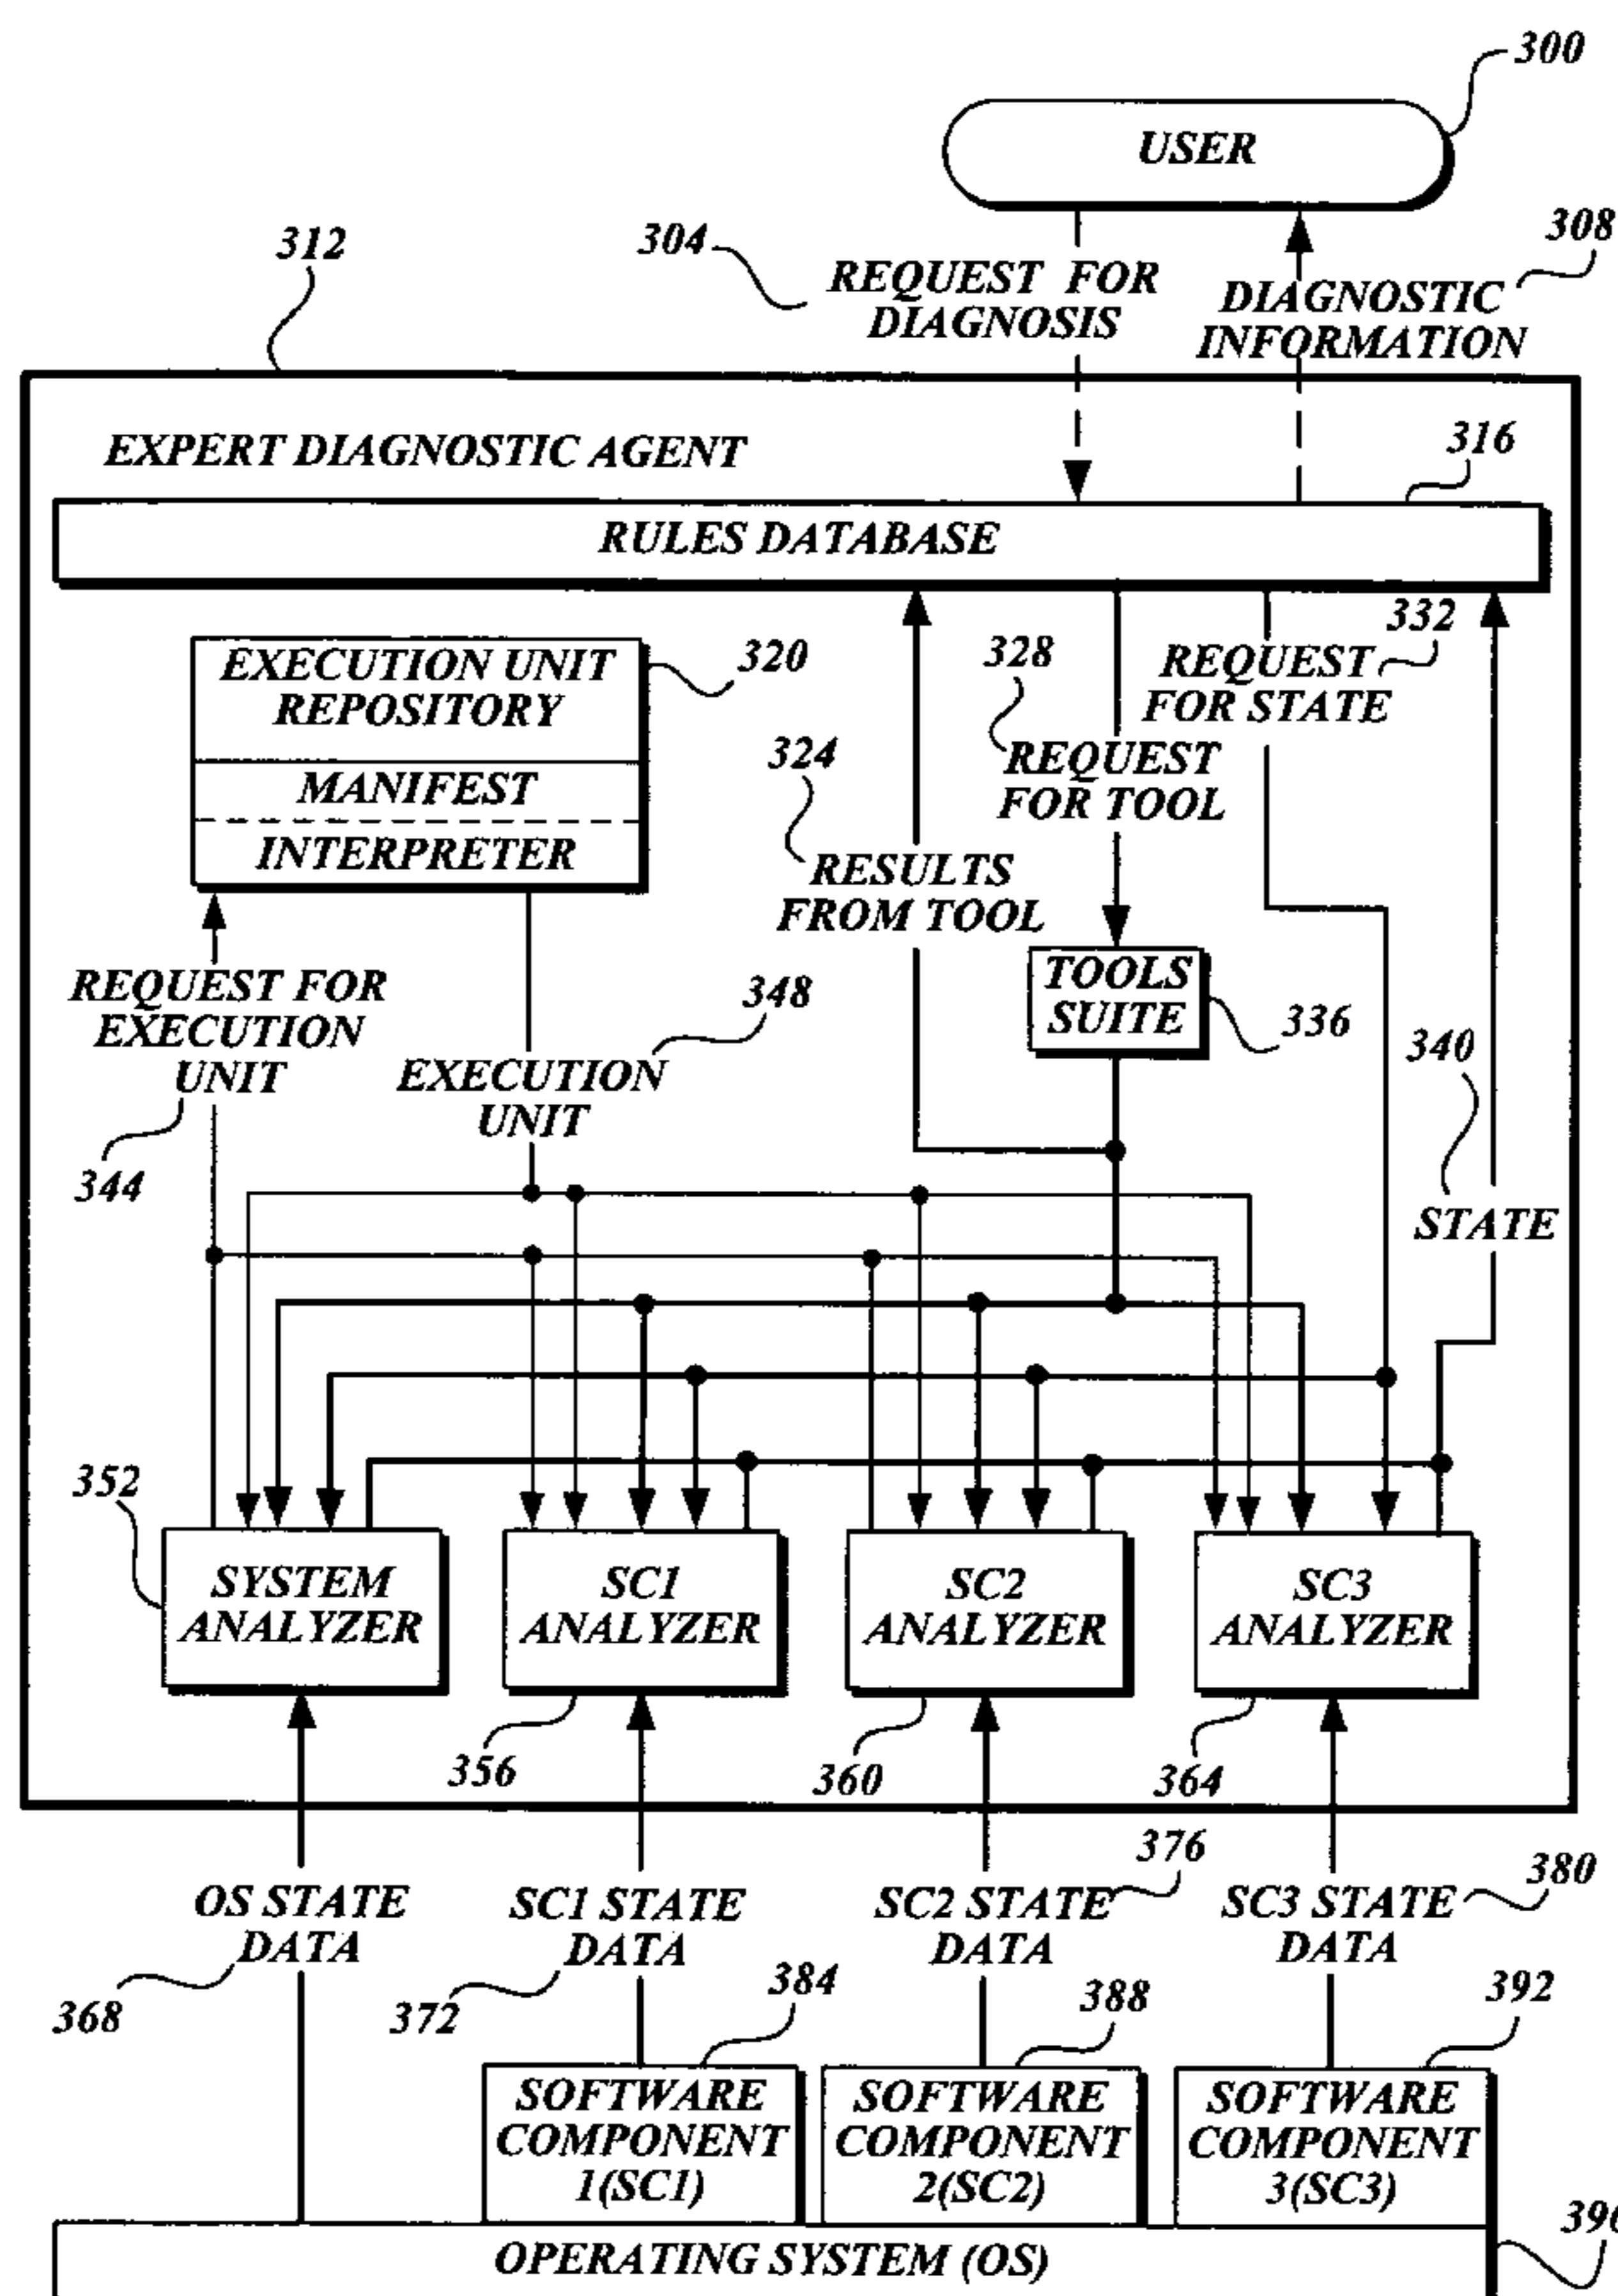 300
USER
312
304
REQUEST FOR
DIAGNOSIS
308
DIAGNOSTIC
INFORMATION
EXPERT DIAGNOSTIC AGENT
316
RULES DATABASE
EXECUTION UNIT
REPOSITORY
MANIFEST
INTERPRETER
320
324
RESULTS
FROM TOOL
328
REQUEST
FOR TOOL
332
REQUEST
FOR STATE
TOOLS
SUITE
336
340
STATE
REQUEST FOR
EXECUTION
UNIT
344
348
EXECUTION
UNIT
352
SYSTEM
ANALYZER
SC1
ANALYZER
SC2
ANALYZER
SC3
ANALYZER
356
360
364
OS STATE
DATA
368
SC1 STATE
DATA
372
376
SC2 STATE
DATA
380
SC3 STATE
DATA
384
388
392
SOFTWARE
COMPONENT
1(SC1)
SOFTWARE
COMPONENT
2(SC2)
SOFTWARE
COMPONENT
3(SC3)
OPERATING SYSTEM (OS)